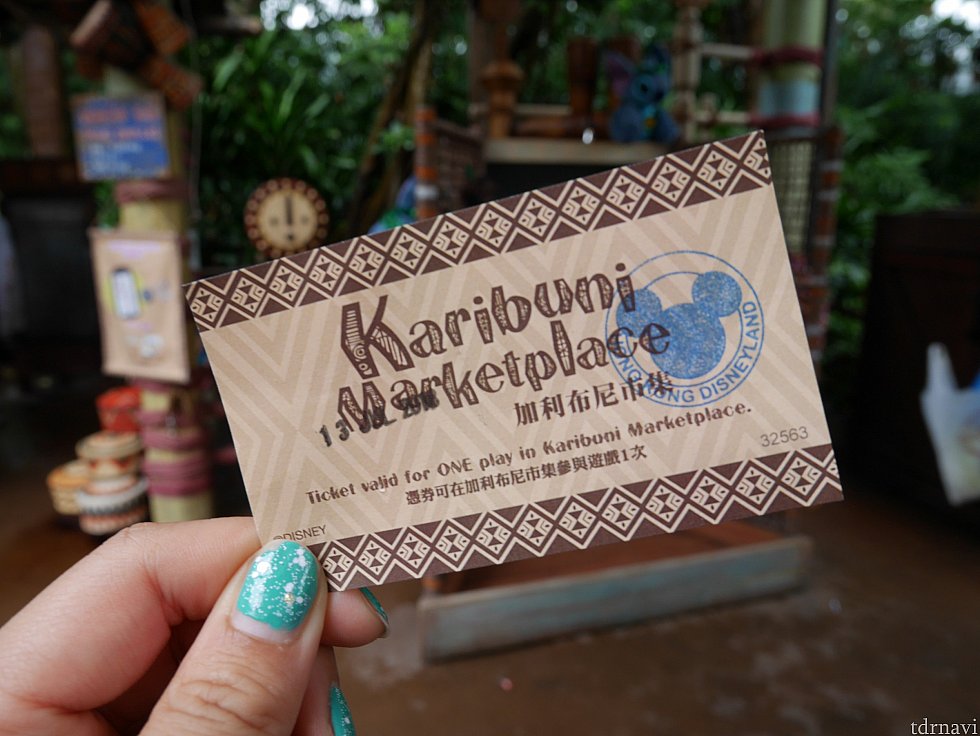 Karibuni
Marketplace
加利布尼市集
13 JUL 2018
HONG KONG DISNEYLAND
Ticket valid for ONE play in Karibuni Marketplace.
憑券可在加利布尼市集參與遊戲1次
32563
©DISNEY
tdrnavi